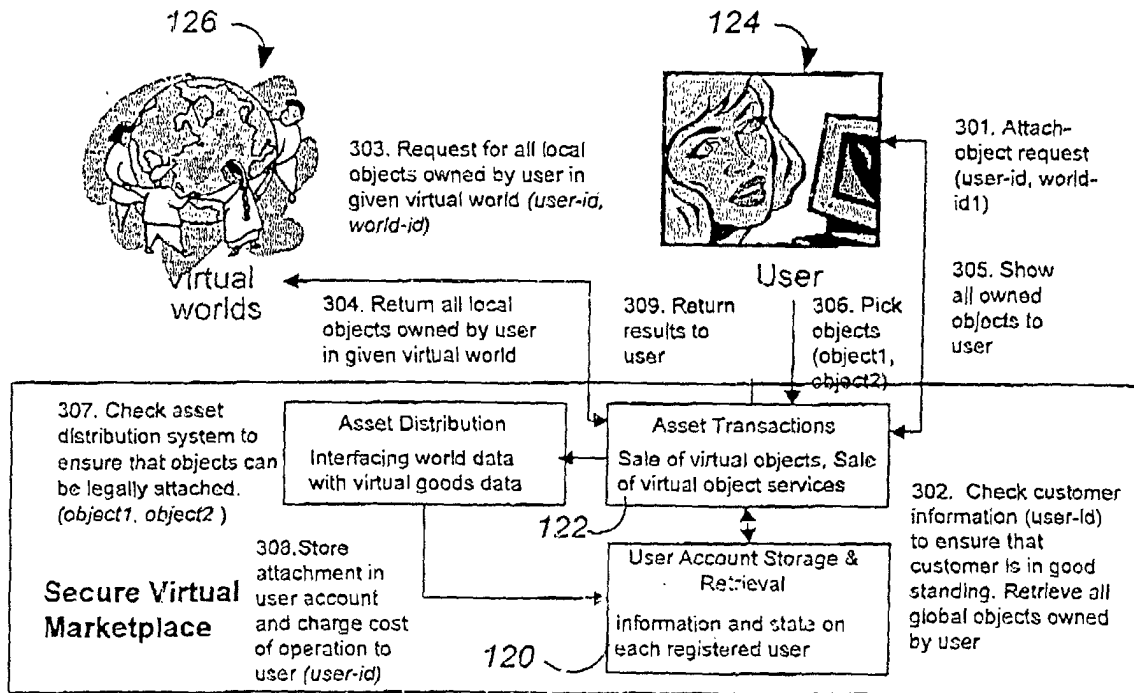 126
124
303. Request for all local
objects owned by user in
given virtual world (user-id,
world-id)
301. Attach-
object request
(user-id, world-
id1)
Virtual
worlds
User
304. Return all local
objects owned by user
in given virtual world
309. Return
results to
user
306. Pick
objects
(object1,
object2)
305. Show
all owned
objects to
user
307. Check asset
distribution system to
ensure that objects can
be legally attached.
(object1, object2 )
Asset Distribution
Interfacing world data
with virtual goods data
Asset Transactions
Sale of virtual objects, Sale
of virtual object services
122
302. Check customer
information (user-id)
to ensure that
customer is in good
standing. Retrieve all
global objects owned
by user
308.Store
attachment in
user account
and charge cost
of operation to
user (user-id)
User Account Storage &
Retrieval
information and state on
each registered user
120
Secure Virtual
Marketplace